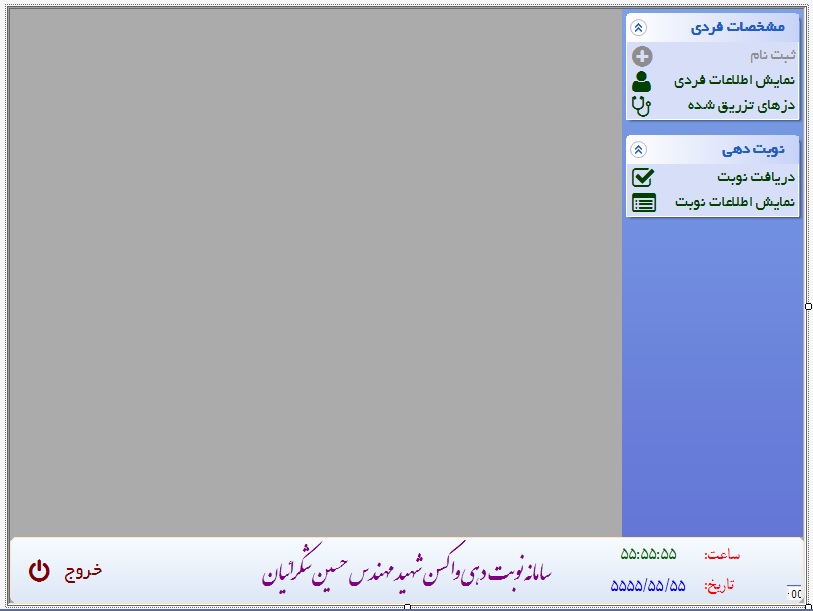 مشخصات فردی
ثبت نام
نمایش اطلاعات فردی
دزهای تزریق شده
نوبت دهی
دریافت نوبت
نمایش اطلاعات نوبت
ساعت: ۵۵:۵۵:۵۵
تاریخ: ۵۵۵۵/۵۵/۵۵
سامانه نوبت دهی واکسن شهید مهندس حسین شکرائیان
خروج